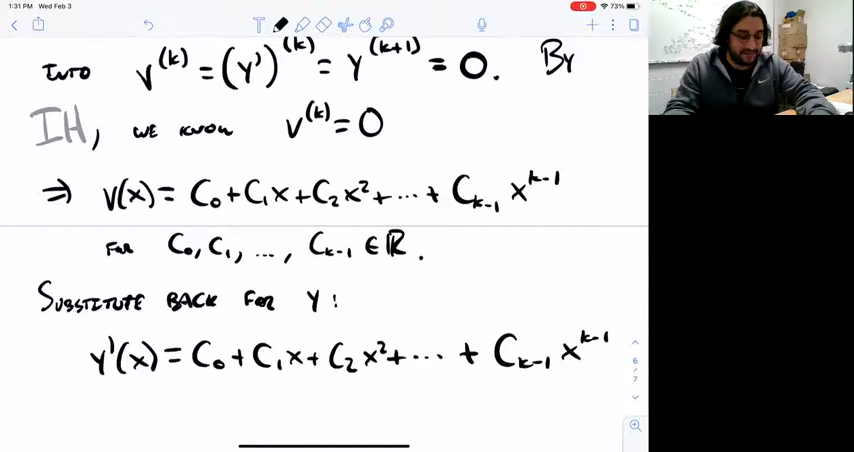 1:31 PM Wed Feb 3
73%
INTO v^(k) = (y')^(k) = y^(k+1) = 0. By
IH, WE KNOW v^(k) = 0
⇒ v(x) = C₀ + C₁x + C₂x² + ··· + C_{k-1} x^{k-1}
FOR C₀, C₁, ..., C_{k-1} ∈ ℝ.
SUBSTITUTE BACK FOR y:
y'(x) = C₀ + C₁x + C₂x² + ··· + C_{k-1} x^{k-1}
6
/
7